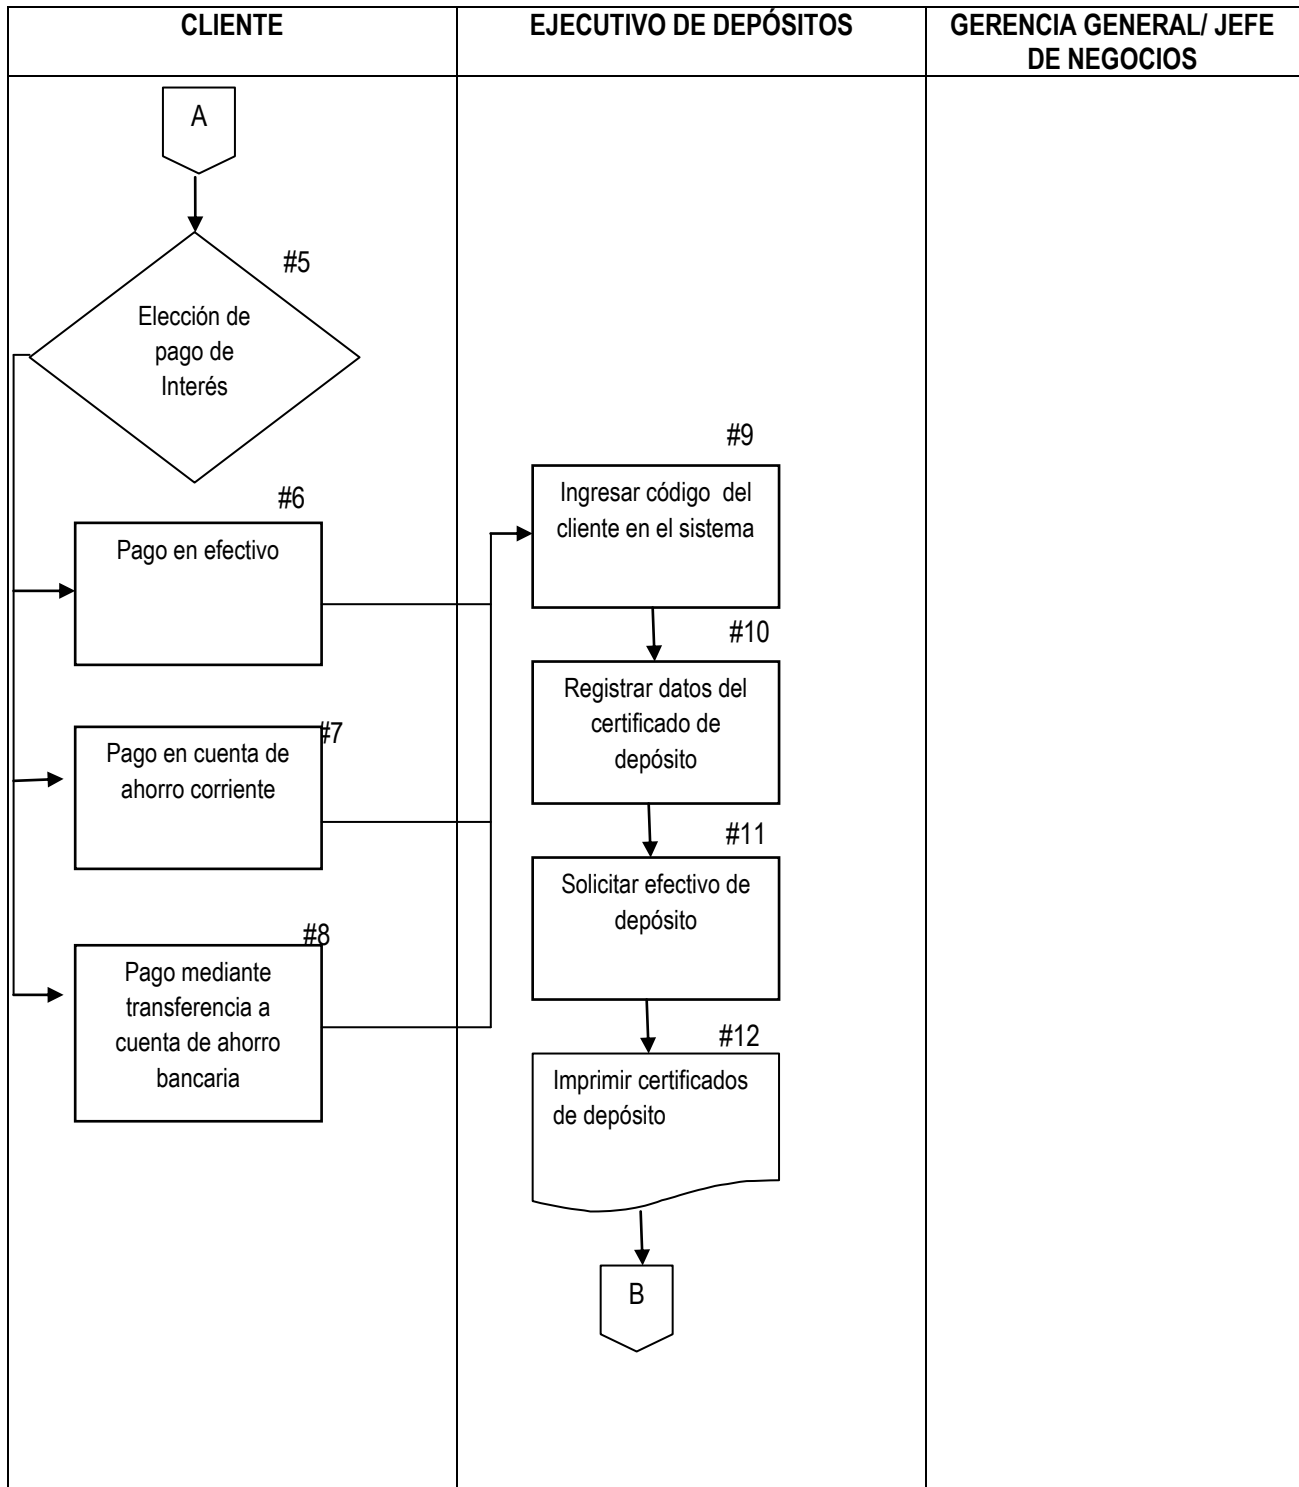 CLIENTE
EJECUTIVO DE DEPÓSITOS
GERENCIA GENERAL/ JEFE
DE NEGOCIOS
A
#5
Elección de
pago de
Interés
#6
Pago en efectivo
#7
Pago en cuenta de
ahorro corriente
#8
Pago mediante
transferencia a
cuenta de ahorro
bancaria
#9
Ingresar código  del
cliente en el sistema
#10
Registrar datos del
certificado de
depósito
#11
Solicitar efectivo de
depósito
#12
Imprimir certificados
de depósito
B